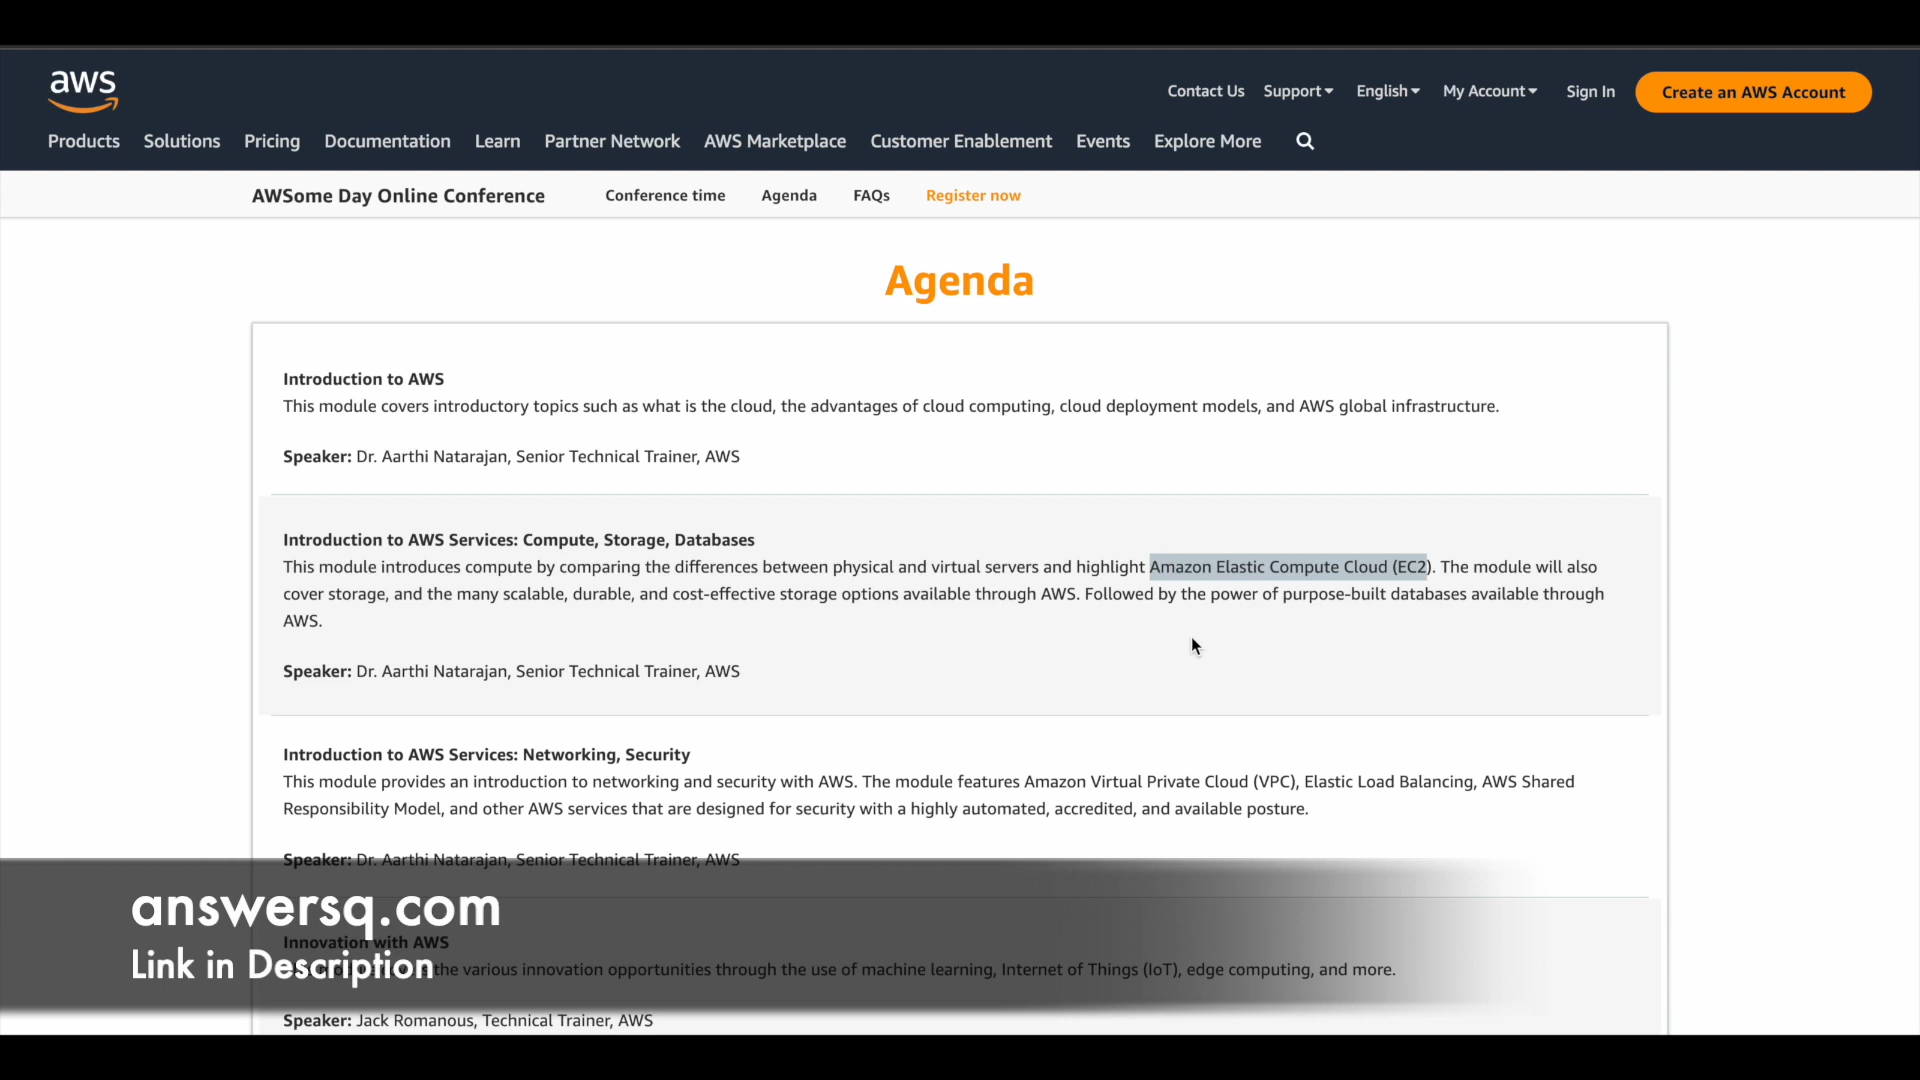 aws
Contact Us Support English My Account Sign In Create an AWS Account
Products Solutions Pricing Documentation Learn Partner Network AWS Marketplace Customer Enablement Events Explore More
AWSome Day Online Conference Conference time Agenda FAQs Register now
Agenda
Introduction to AWS
This module covers introductory topics such as what is the cloud, the advantages of cloud computing, cloud deployment models, and AWS global infrastructure.
Speaker: Dr. Aarthi Natarajan, Senior Technical Trainer, AWS
Introduction to AWS Services: Compute, Storage, Databases
This module introduces compute by comparing the differences between physical and virtual servers and highlight Amazon Elastic Compute Cloud (EC2). The module will also
cover storage, and the many scalable, durable, and cost-effective storage options available through AWS. Followed by the power of purpose-built databases available through
AWS.
Speaker: Dr. Aarthi Natarajan, Senior Technical Trainer, AWS
Introduction to AWS Services: Networking, Security
This module provides an introduction to networking and security with AWS. The module features Amazon Virtual Private Cloud (VPC), Elastic Load Balancing, AWS Shared
Responsibility Model, and other AWS services that are designed for security with a highly automated, accredited, and available posture.
Speaker: Dr. Aarthi Natarajan, Senior Technical Trainer, AWS
answersq.com
Innovation with AWS
Link in Description
the various innovation opportunities through the use of machine learning, Internet of Things (IoT), edge computing, and more.
Speaker: Jack Romanous, Technical Trainer, AWS